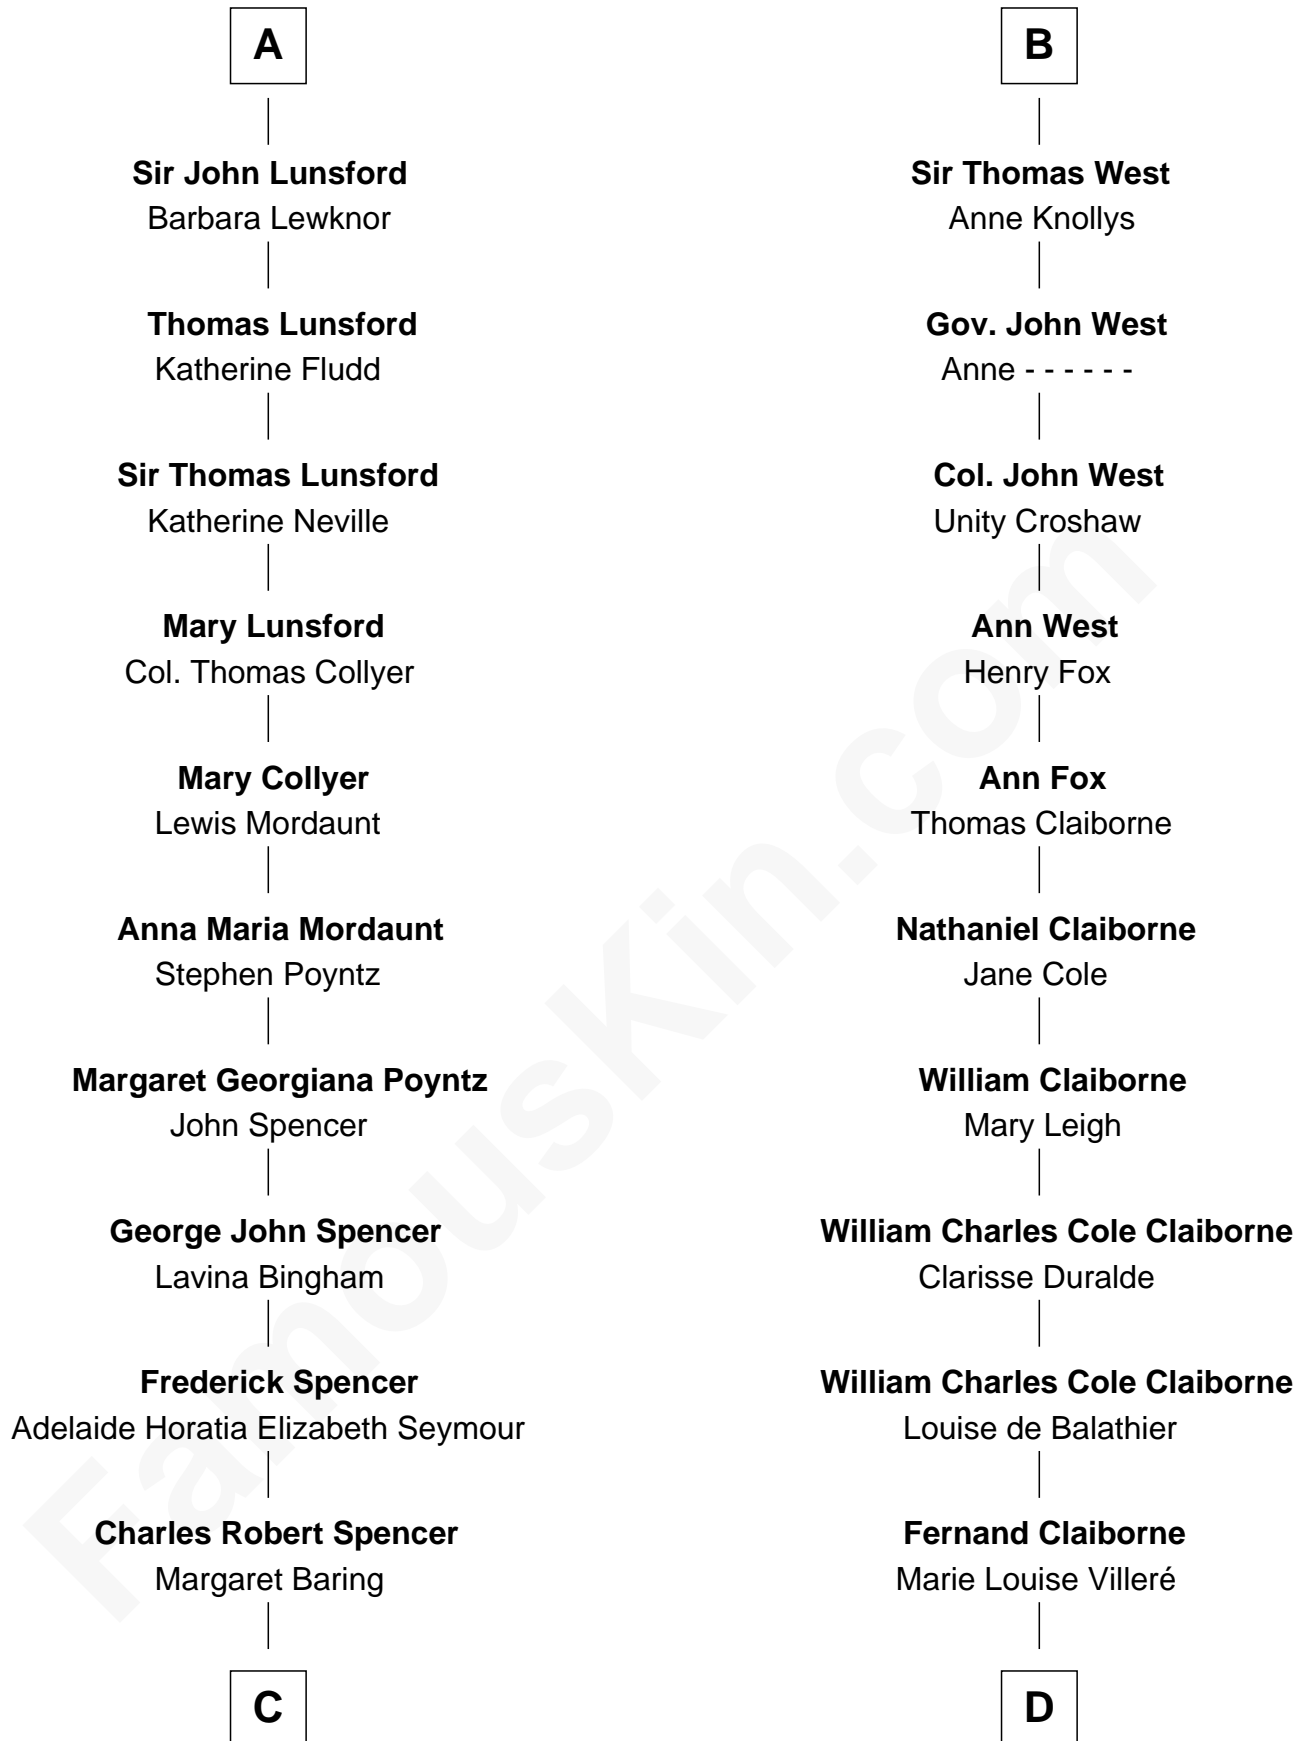 A
Sir John Lunsford
Barbara Lewknor
Thomas Lunsford
Katherine Fludd
Sir Thomas Lunsford
Katherine Neville
Mary Lunsford
Col. Thomas Collyer
Mary Collyer
Lewis Mordaunt
Anna Maria Mordaunt
Stephen Poyntz
Margaret Georgiana Poyntz
John Spencer
George John Spencer
Lavina Bingham
Frederick Spencer
Adelaide Horatia Elizabeth Seymour
Charles Robert Spencer
Margaret Baring
C
B
Sir Thomas West
Anne Knollys
Gov. John West
Anne - - - - - -
Col. John West
Unity Croshaw
Ann West
Henry Fox
Ann Fox
Thomas Claiborne
Nathaniel Claiborne
Jane Cole
William Claiborne
Mary Leigh
William Charles Cole Claiborne
Clarisse Duralde
William Charles Cole Claiborne
Louise de Balathier
Fernand Claiborne
Marie Louise Villeré
D
FamousKin.com